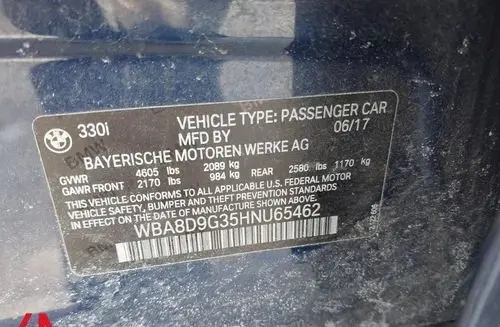 330i
VEHICLE TYPE: PASSENGER CAR
MFD BY 06/17
BAYERISCHE MOTOREN WERKE AG
GVWR 4605 lbs 2089 kg
GAWR FRONT 2170 lbs 984 kg REAR 2580 lbs 1170 kg
THIS VEHICLE CONFORMS TO ALL APPLICABLE U.S. FEDERAL MOTOR
VEHICLE SAFETY, BUMPER, AND THEFT PREVENTION STANDARDS
IN EFFECT ON THE DATE OF MANUFACTURE SHOWN ABOVE.
WBA8D9G35HNU65462